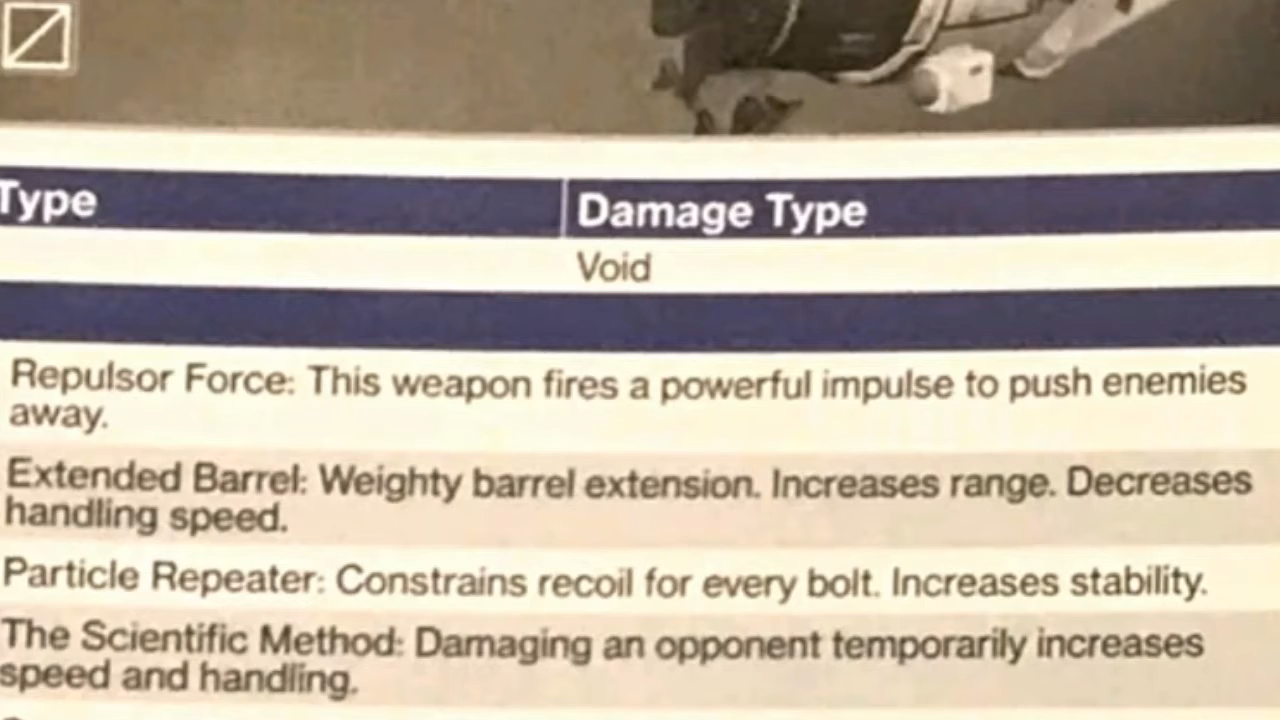 Type
Damage Type
Void
Repulsor Force: This weapon fires a powerful impulse to push enemies
away.
Extended Barrel: Weighty barrel extension. Increases range. Decreases
handling speed.
Particle Repeater: Constrains recoil for every bolt. Increases stability.
The Scientific Method: Damaging an opponent temporarily increases
speed and handling.